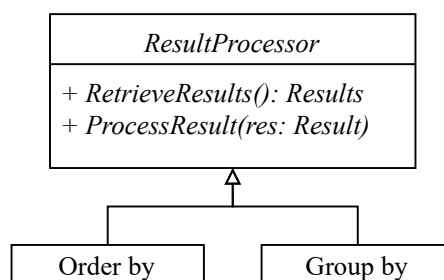 ResultProcessor
+ RetrieveResults(): Results
+ ProcessResult(res: Result)
Order by
Group by